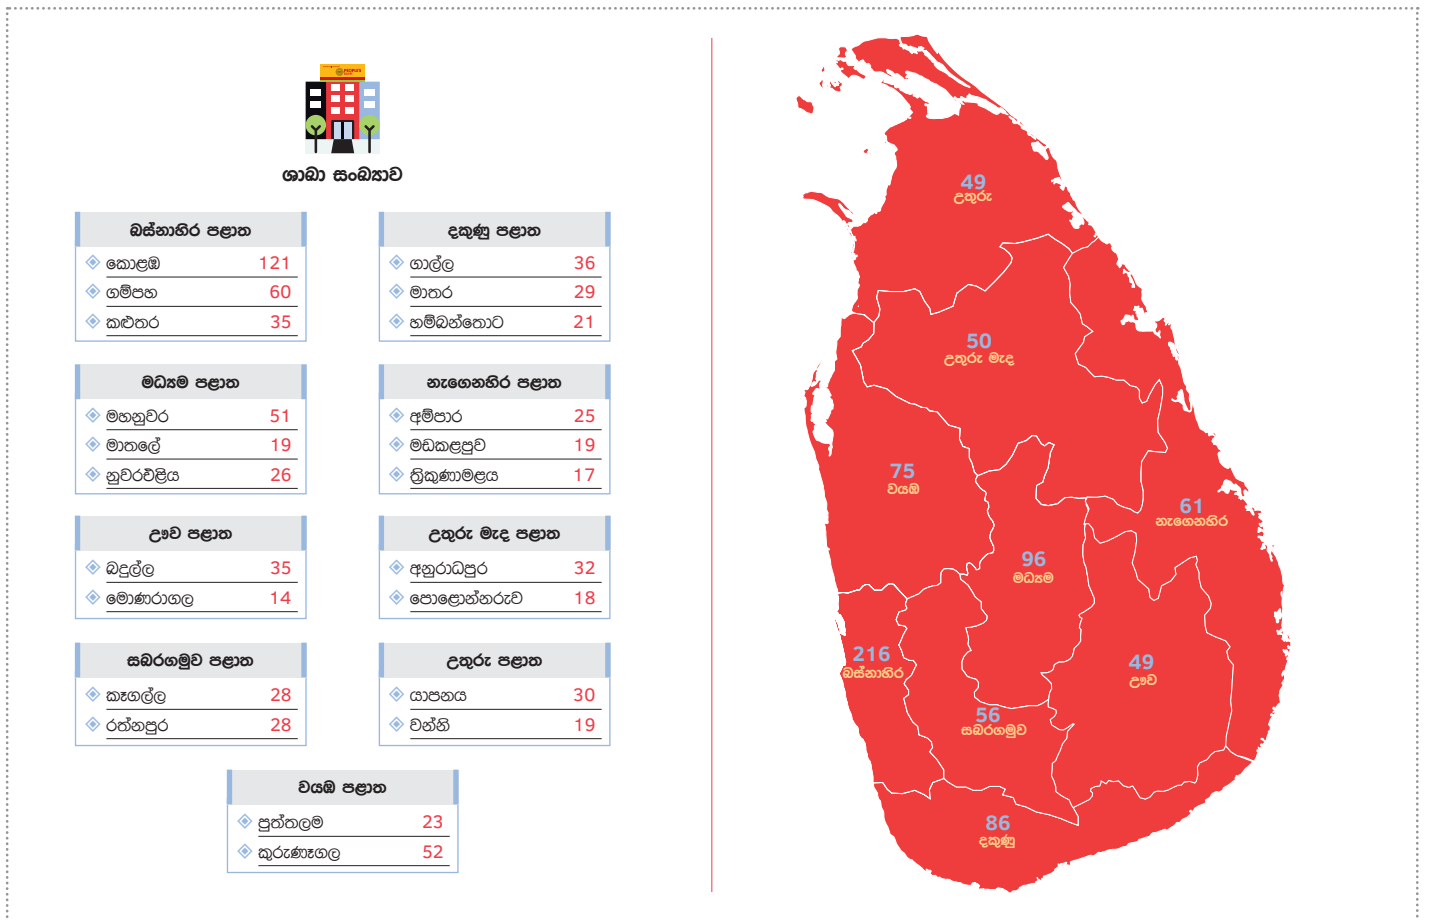 PEOPLE'S
ශාඛා සංඛ්‍යාව
බස්නාහිර පළාත
කොළඹ 121
ගම්පහ 60
කළුතර 35
දකුණු පළාත
ගාල්ල 36
මාතර 29
හම්බන්තොට 21
මධ්‍යම පළාත
මහනුවර 51
මාතලේ 19
නුවරඑළිය 26
නැගෙනහිර පළාත
අම්පාර 25
මඩකළපුව 19
ත්‍රිකුණාමළය 17
ඌව පළාත
බදුල්ල 35
මොණරාගල 14
උතුරු මැද පළාත
අනුරාධපුර 32
පොළොන්නරුව 18
සබරගමුව පළාත
කෑගල්ල 28
රත්නපුර 28
උතුරු පළාත
යාපනය 30
වන්නි 19
වයඹ පළාත
පුත්තලම 23
කුරුණෑගල 52
49
උතුරු
50
උතුරු මැද
75
වයඹ
61
නැගෙනහිර
96
මධ්‍යම
216
බස්නාහිර
49
ඌව
56
සබරගමුව
86
දකුණු